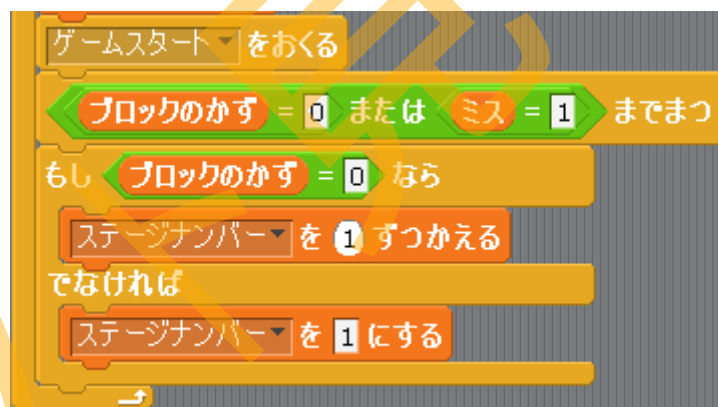 ゲームスタート をおくる
ブロックのかず = 0 または ミス = 1 までまつ
もし ブロックのかず = 0 なら
ステージナンバー を 1 ずつかえる
でなければ
ステージナンバー を 1 にする